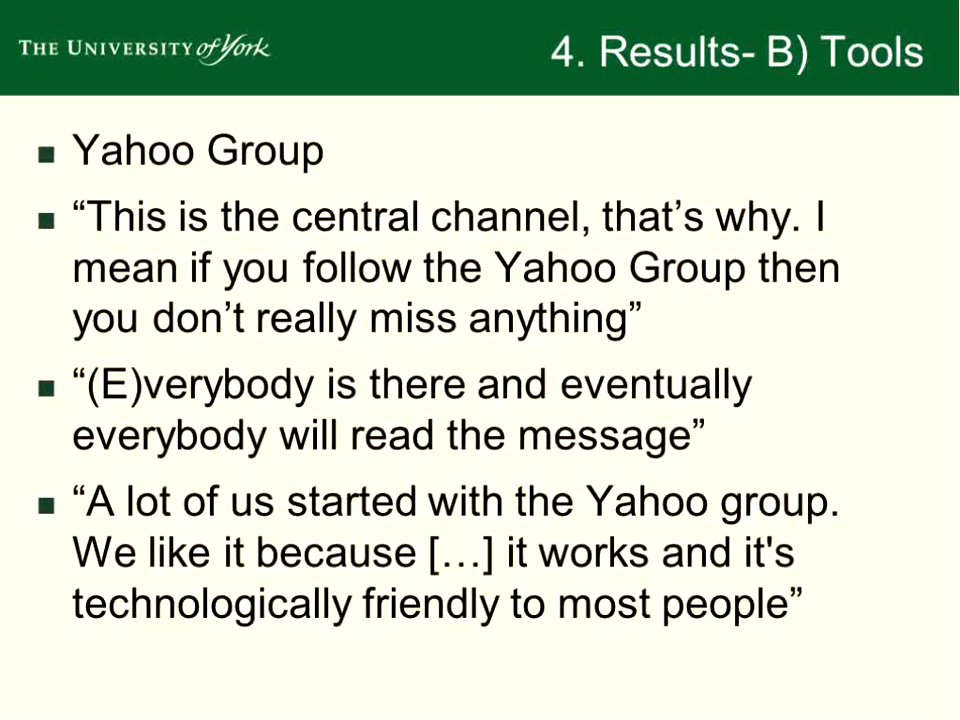 THE UNIVERSITY of York
4. Results- B) Tools
Yahoo Group
“This is the central channel, that’s why. I
mean if you follow the Yahoo Group then
you don’t really miss anything”
“(E)verybody is there and eventually
everybody will read the message”
“A lot of us started with the Yahoo group.
We like it because […] it works and it's
technologically friendly to most people”